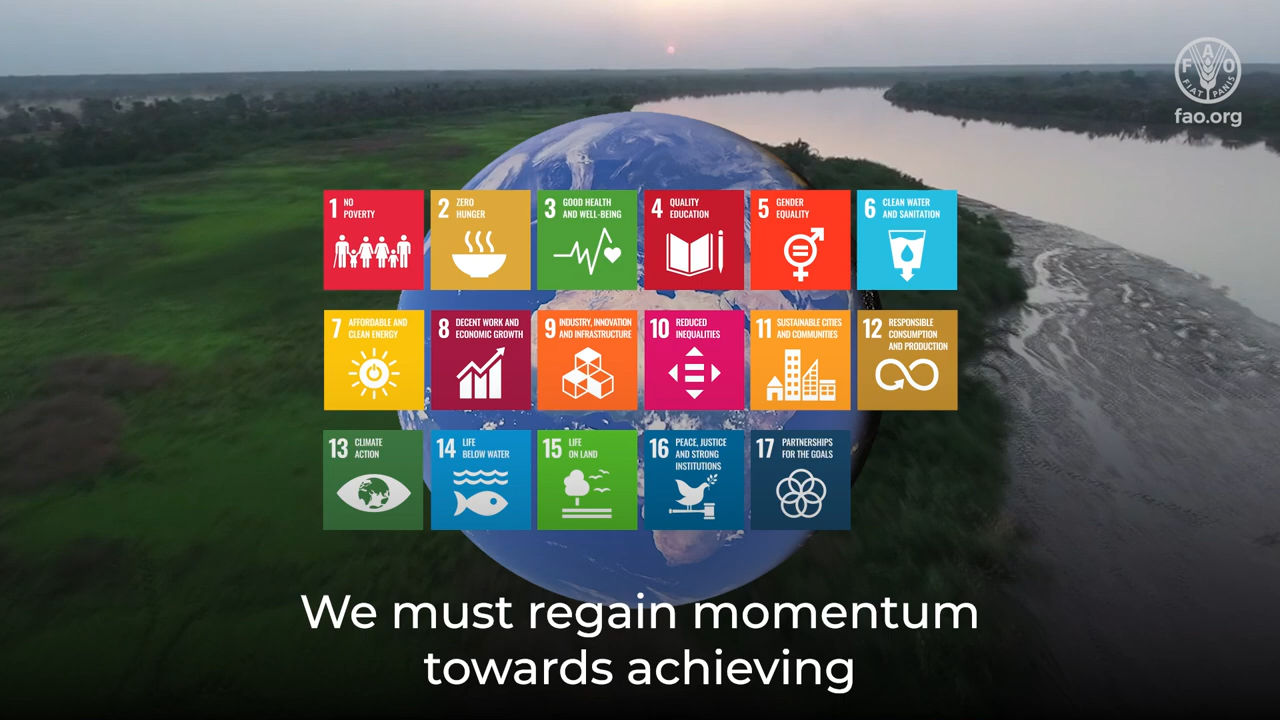 F A O
FIAT PANIS
fao.org
1 NO
POVERTY
2 ZERO
HUNGER
3 GOOD HEALTH
AND WELL-BEING
4 QUALITY
EDUCATION
5 GENDER
EQUALITY
6 CLEAN WATER
AND SANITATION
7 AFFORDABLE AND
CLEAN ENERGY
8 DECENT WORK AND
ECONOMIC GROWTH
9 INDUSTRY, INNOVATION
AND INFRASTRUCTURE
10 REDUCED
INEQUALITIES
11 SUSTAINABLE CITIES
AND COMMUNITIES
12 RESPONSIBLE
CONSUMPTION
AND PRODUCTION
13 CLIMATE
ACTION
14 LIFE
BELOW WATER
15 LIFE
ON LAND
16 PEACE, JUSTICE
AND STRONG
INSTITUTIONS
17 PARTNERSHIPS
FOR THE GOALS
We must regain momentum
towards achieving